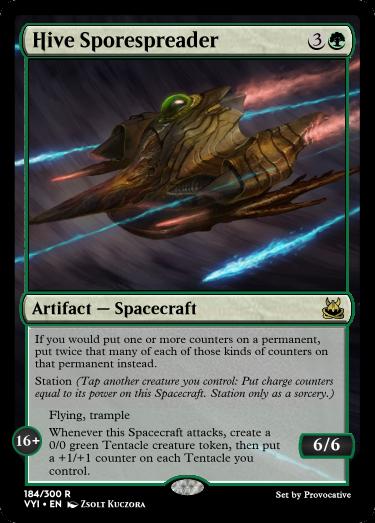 Hive Sporespreader 3
Artifact — Spacecraft
If you would put one or more counters on a permanent,
put twice that many of each of those kinds of counters on
that permanent instead.
Station (Tap another creature you control: Put charge counters
equal to its power on this Spacecraft. Station only as a sorcery.)
Flying, trample
16+
Whenever this Spacecraft attacks, create a
0/0 green Tentacle creature token, then put
a +1/+1 counter on each Tentacle you
control.
6/6
184/300 R
VYI • EN Zsolt Kuczora
Set by Provocative